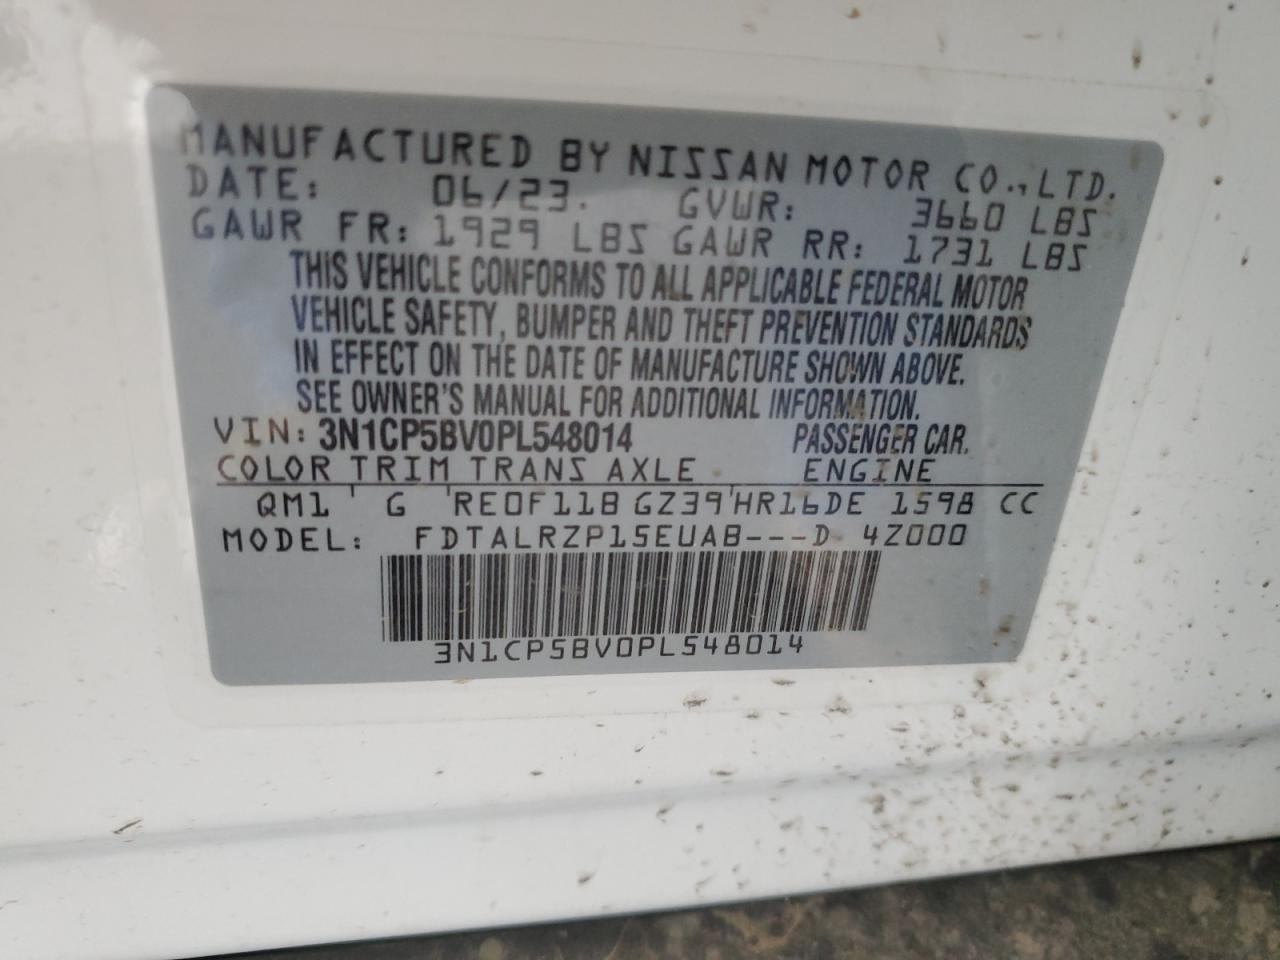 MANUFACTURED BY NISSAN MOTOR CO., LTD.
DATE: 06/23. GVWR: 3660 LBS
GAWR FR: 1929 LBS GAWR RR: 1731 LBS
THIS VEHICLE CONFORMS TO ALL APPLICABLE FEDERAL MOTOR
VEHICLE SAFETY, BUMPER AND THEFT PREVENTION STANDARDS
IN EFFECT ON THE DATE OF MANUFACTURE SHOWN ABOVE.
SEE OWNER'S MANUAL FOR ADDITIONAL INFORMATION.
VIN: 3N1CP5BV0PL548014 PASSENGER CAR.
COLOR TRIM TRANS AXLE ENGINE
QM1 G RE0F11B GZ39 HR16DE 1598 CC
MODEL: FDTALRZP15EUAB---D 4Z000
3N1CP5BV0PL548014